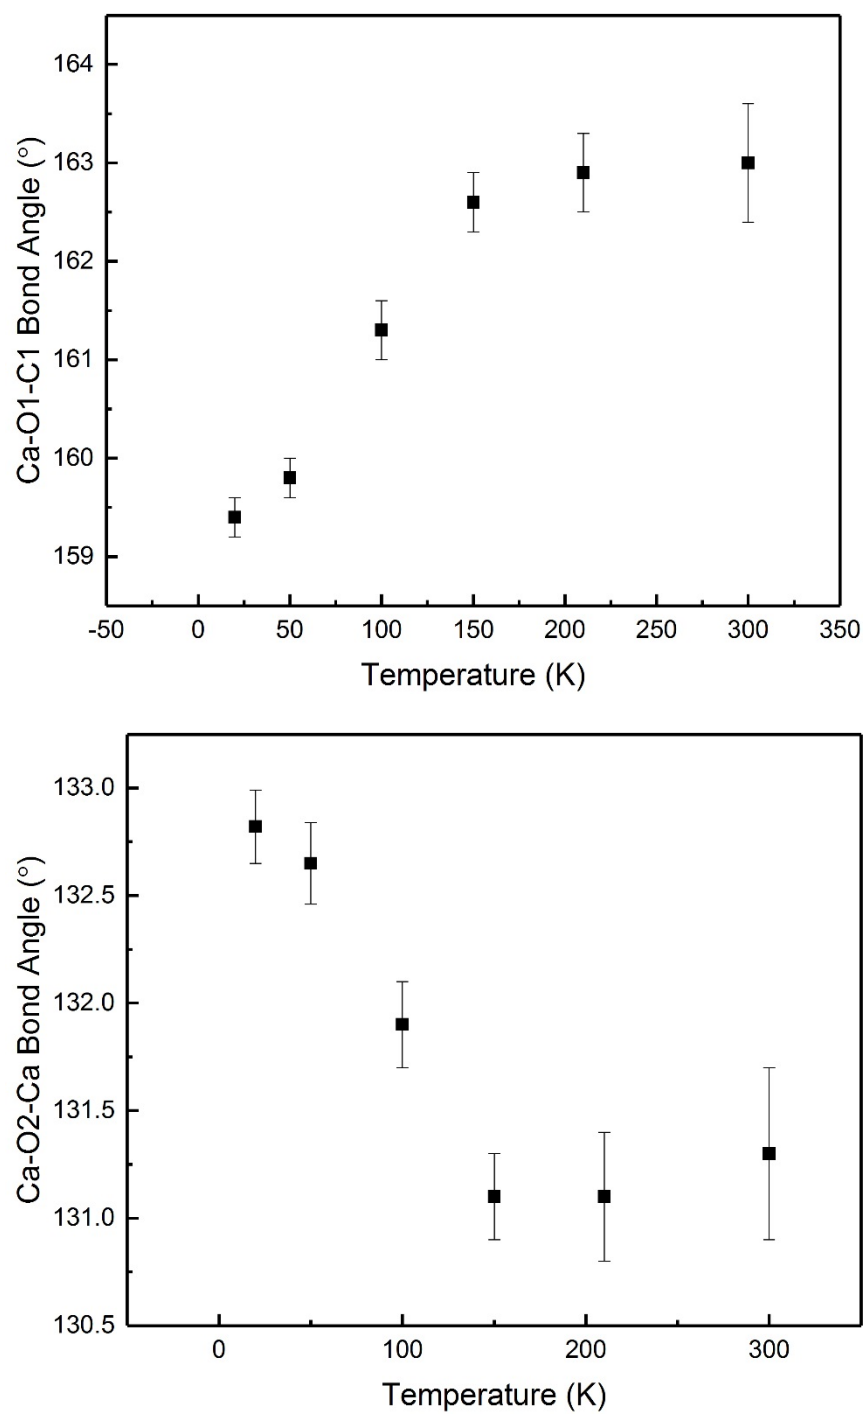 Ca-O1-C1 Bond Angle (°)
164
163
162
161
160
159
-50 0 50 100 150 200 250 300 350
Temperature (K)
Ca-O2-Ca Bond Angle (°)
133.0
132.5
132.0
131.5
131.0
130.5
0 100 200 300
Temperature (K)